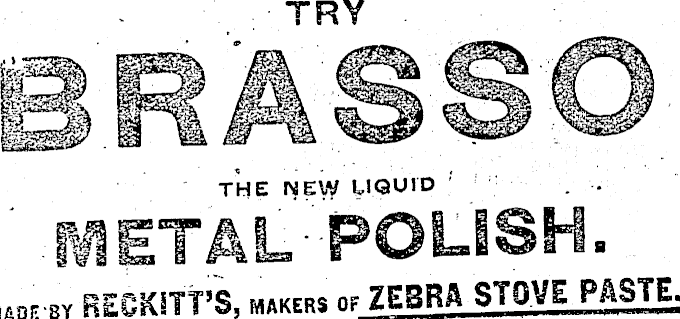 TRY
BRASSO
THE NEW LIQUID
METAL POLISH.
MADE BY RECKITT'S, MAKERS OF ZEBRA STOVE PASTE.